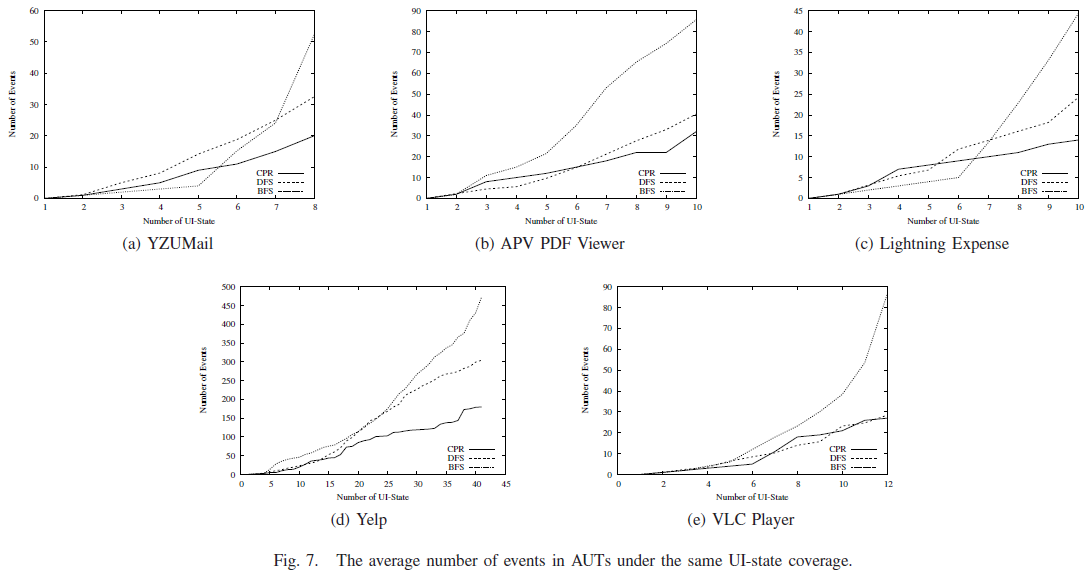 60
50
40
30
20
10
0
Number of Events
CPR
DFS
BFS
1 2 3 4 5 6 7 8
Number of UI-State
(a) YZUMail
90
80
70
60
50
40
30
20
10
0
Number of Events
CPR
DFS
BFS
1 2 3 4 5 6 7 8 9 10
Number of UI-State
(b) APV PDF Viewer
45
40
35
30
25
20
15
10
5
0
Number of Events
CPR
DFS
BFS
1 2 3 4 5 6 7 8 9 10
Number of UI-State
(c) Lightning Expense
500
450
400
350
300
250
200
150
100
50
0
Number of Events
CPR
DFS
BFS
0 5 10 15 20 25 30 35 40 45
Number of UI-State
(d) Yelp
90
80
70
60
50
40
30
20
10
0
Number of Events
CPR
DFS
BFS
0 2 4 6 8 10 12
Number of UI-State
(e) VLC Player
Fig. 7. The average number of events in AUTs under the same UI-state coverage.